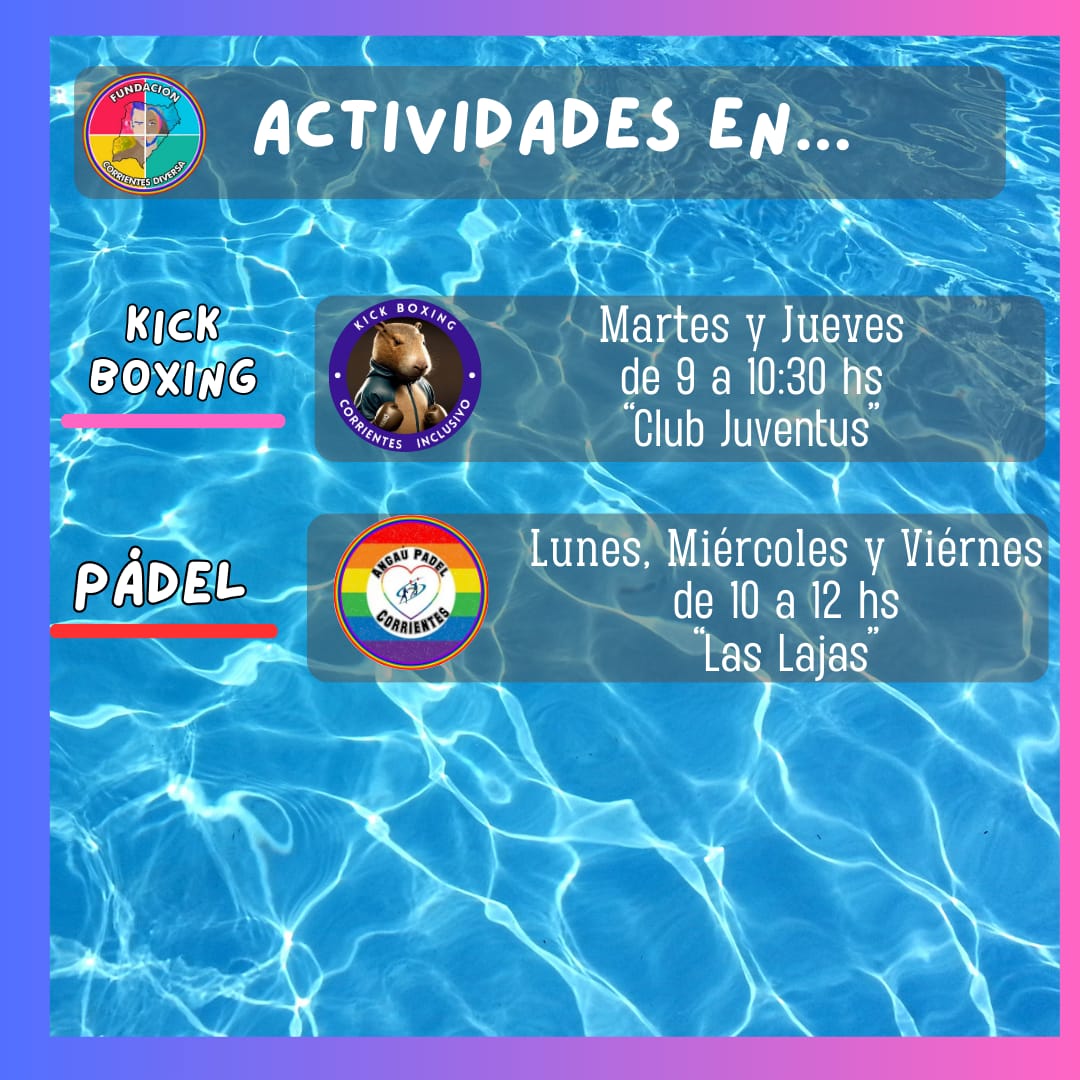 FUNDACION
CORRIENTES DIVERSA
ACTIVIDADES EN...
KICK
BOXING
KICK BOXING
CORRIENTES INCLUSIVO
Martes y Jueves
de 9 a 10:30 hs
“Club Juventus”
PÁDEL
ANGAÚ PADEL
CORRIENTES
Lunes, Miércoles y Viérnes
de 10 a 12 hs
“Las Lajas”